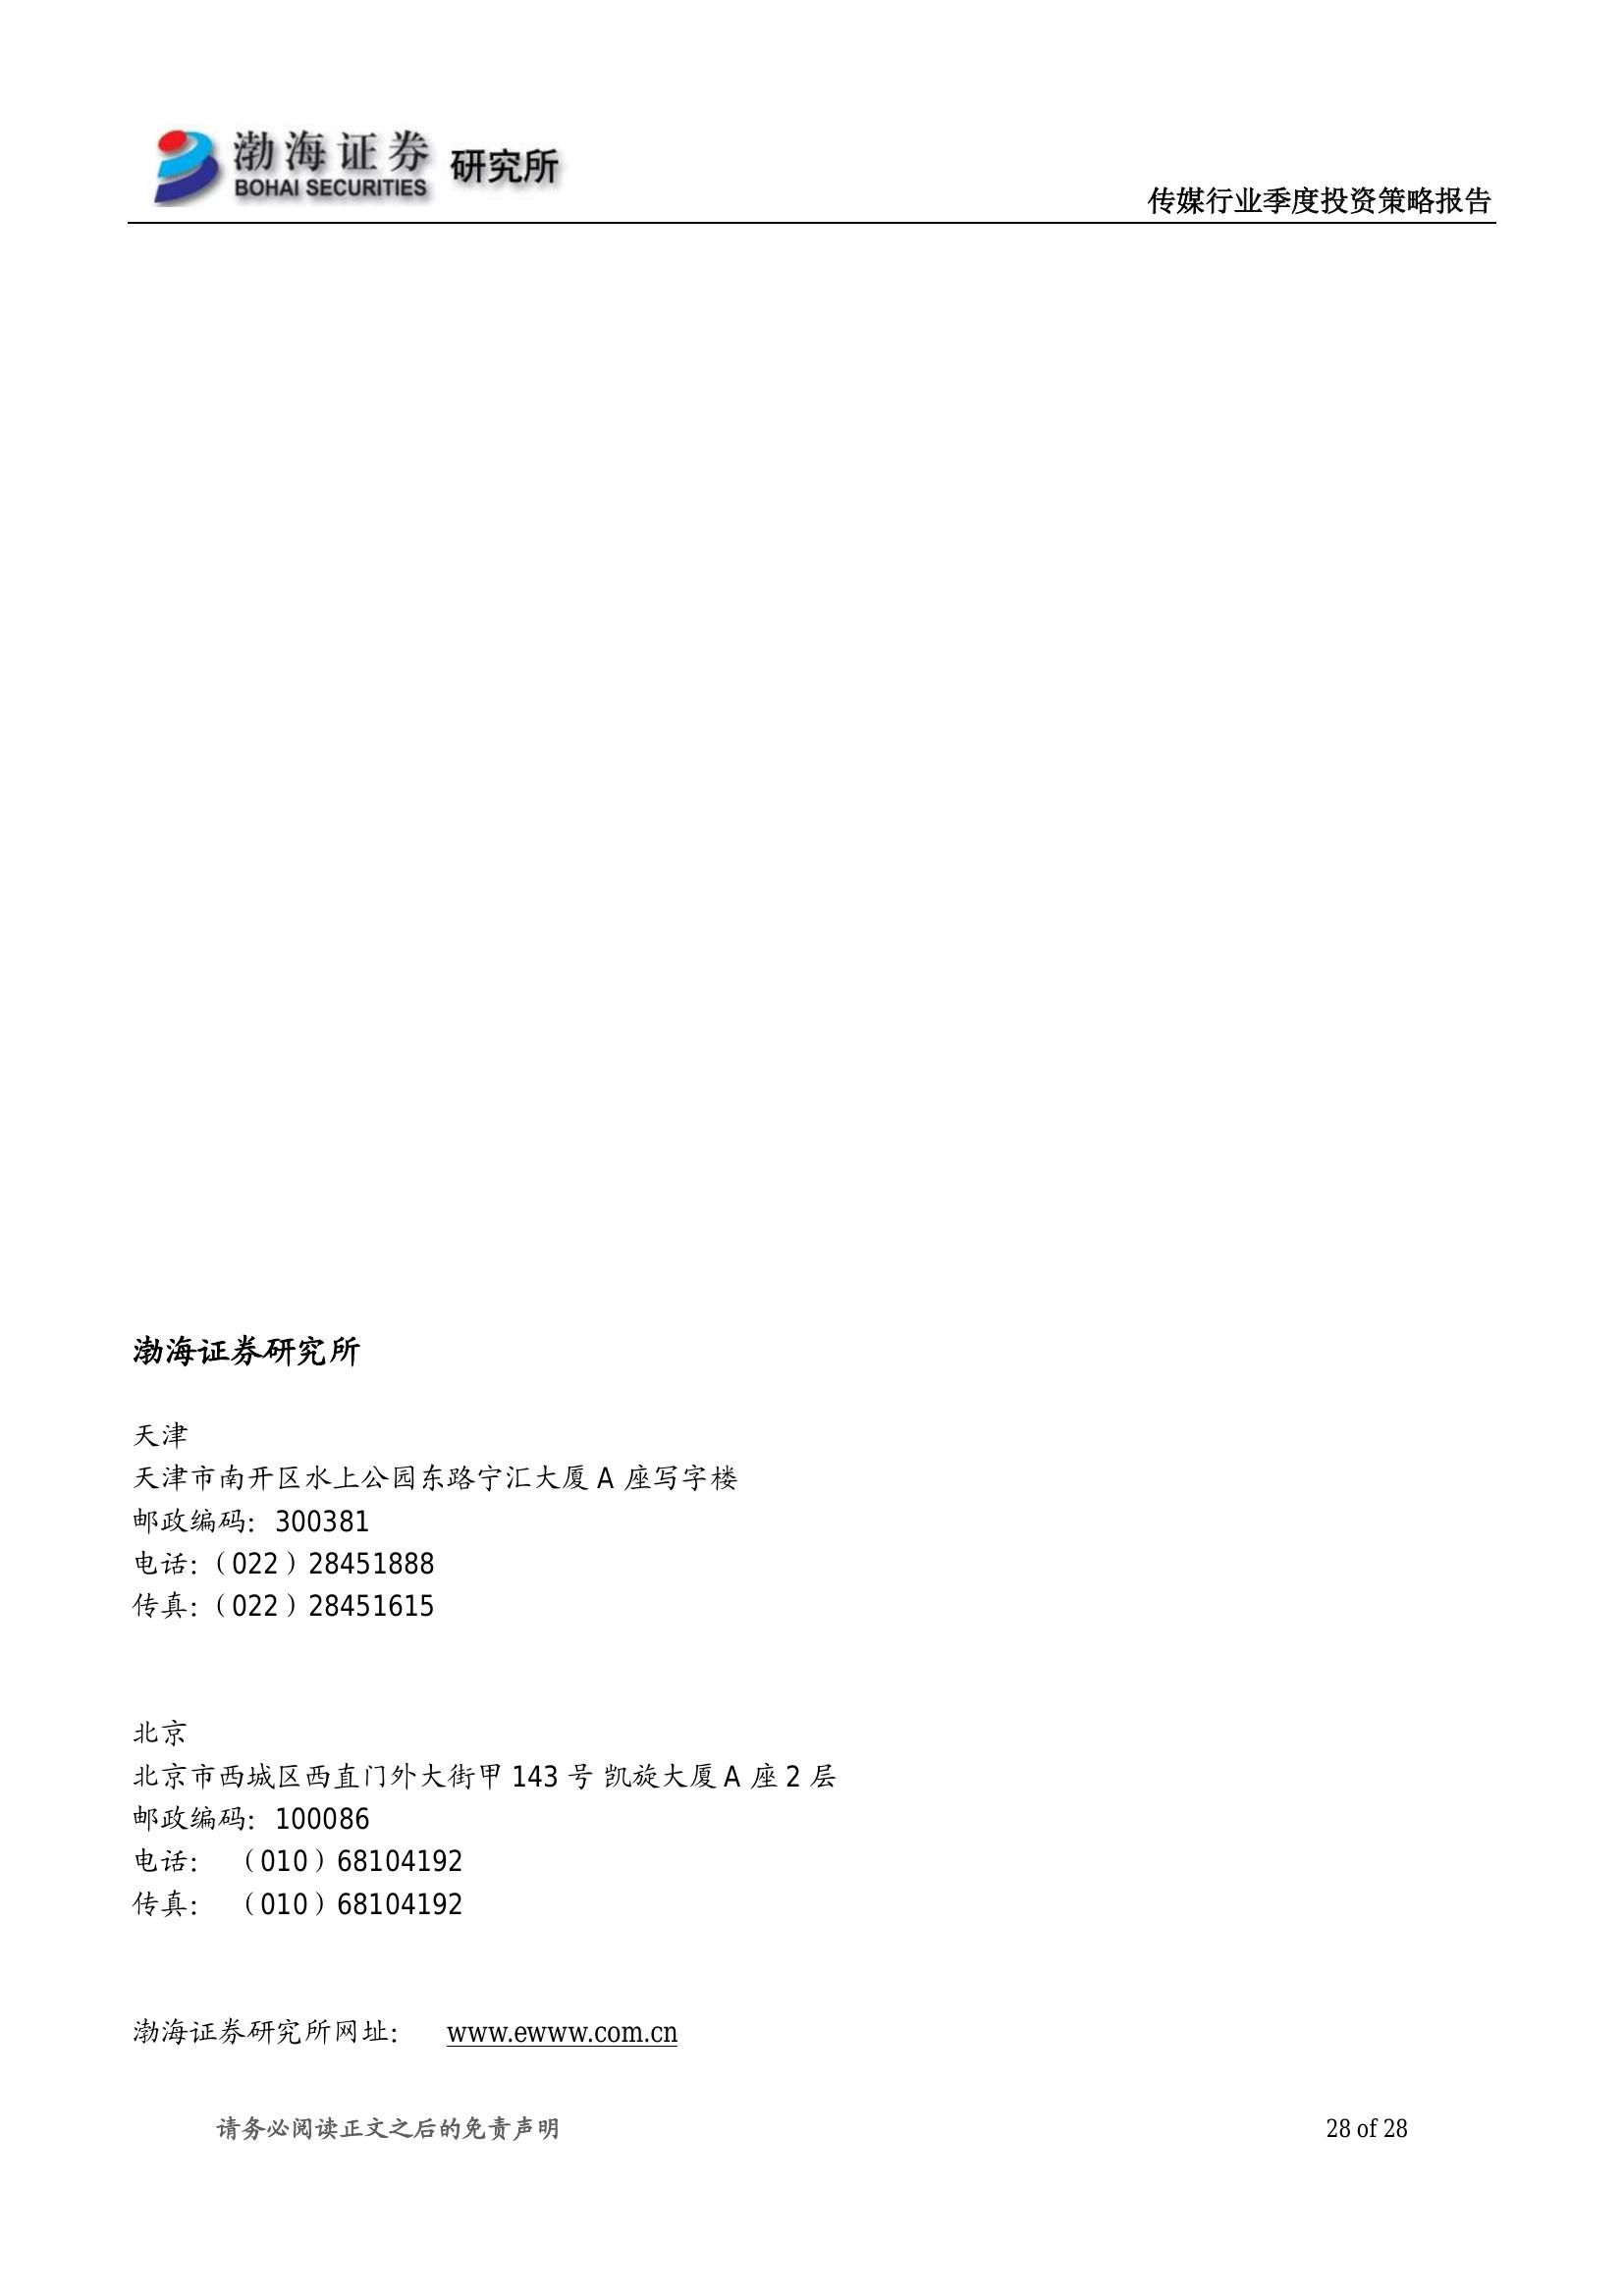 渤海证券 研究所
BOHAI SECURITIES
传媒行业季度投资策略报告
渤海证券研究所
天津
天津市南开区水上公园东路宁汇大厦 A 座写字楼
邮政编码：300381
电话：（022）28451888
传真：（022）28451615
北京
北京市西城区西直门外大街甲 143 号 凯旋大厦 A 座 2 层
邮政编码：100086
电话： （010）68104192
传真： （010）68104192
渤海证券研究所网址： www.ewww.com.cn
请务必阅读正文之后的免责声明 28 of 28